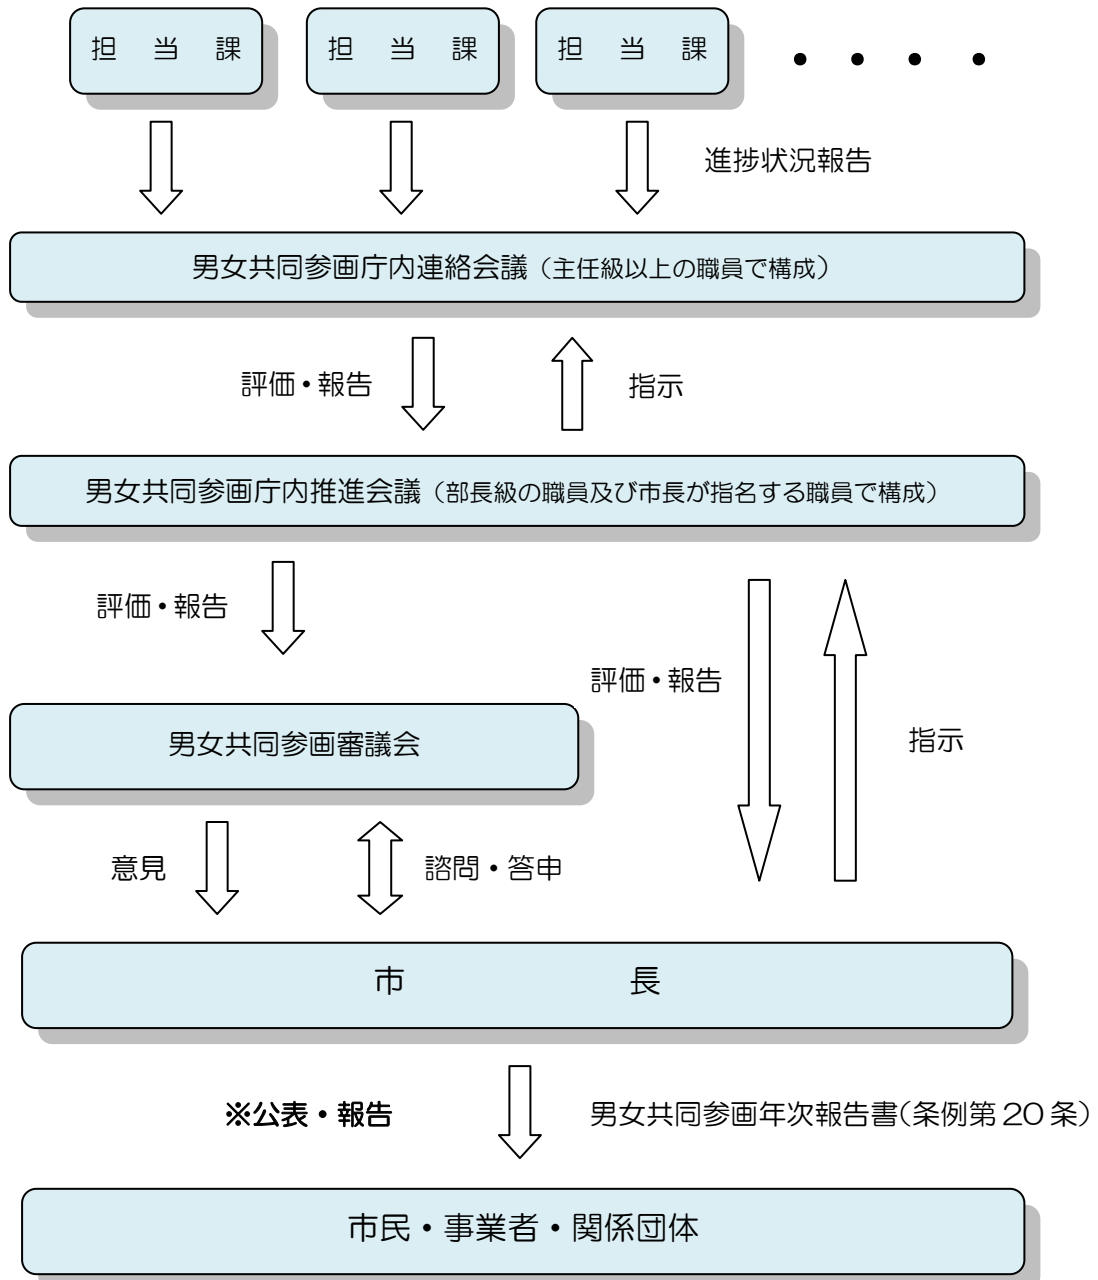 担　当　課
担　当　課
担　当　課
・・・・
進捗状況報告
男女共同参画庁内連絡会議（主任級以上の職員で構成）
評価・報告
指示
男女共同参画庁内推進会議（部長級の職員及び市長が指名する職員で構成）
評価・報告
評価・報告
指示
男女共同参画審議会
意見
諮問・答申
市　長
※公表・報告
男女共同参画年次報告書（条例第20条）
市民・事業者・関係団体